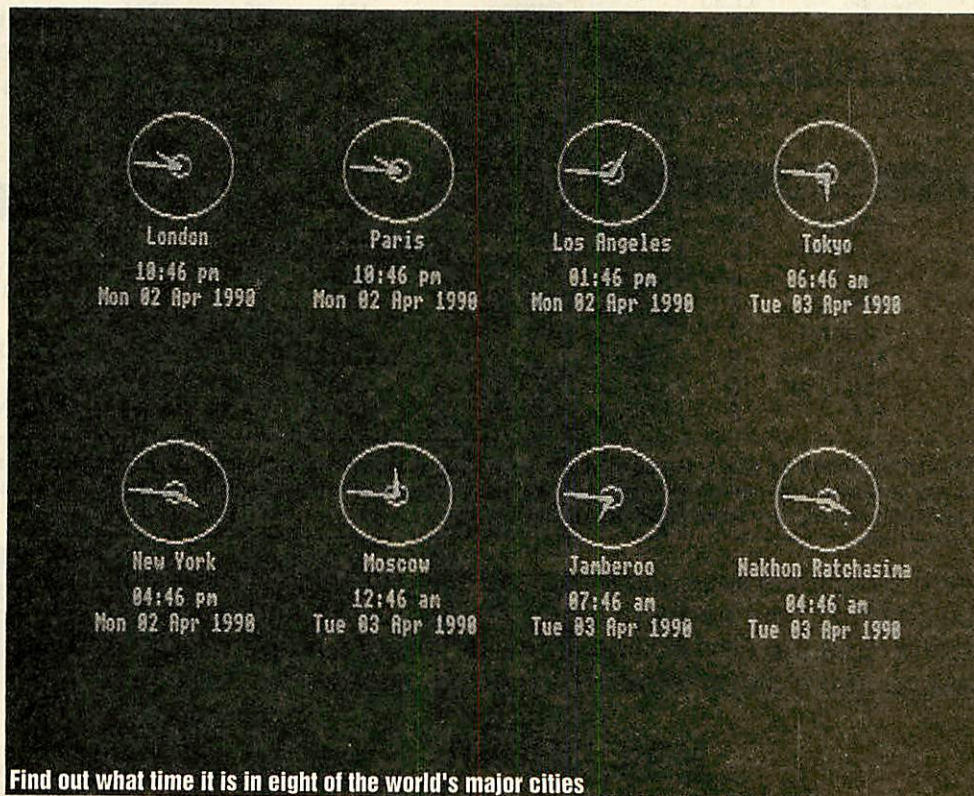 London
10:46 pm
Mon 02 Apr 1990
Paris
10:46 pm
Mon 02 Apr 1990
Los Angeles
01:46 pm
Mon 02 Apr 1990
Tokyo
06:46 am
Tue 03 Apr 1990
New York
04:46 pm
Mon 02 Apr 1990
Moscow
12:46 am
Tue 03 Apr 1990
Jamberoo
07:46 am
Tue 03 Apr 1990
Nakhon Ratchasima
04:46 am
Tue 03 Apr 1990
Find out what time it is in eight of the world's major cities